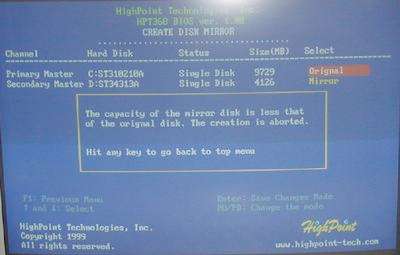 HighPoint Technologies, Inc.
HPT368 BIOS ver.
CREATE DISK MIRROR
Channel Hard Disk Status Size(MB) Select
Primary Master C:ST310210A Single Disk 9729 Orignal
Secondary Master D:ST34313A Single Disk 4126 Mirror
The capacity of the mirror disk is less that
of the orignal disk. The creation is aborted.
Hit any key to go back to top menu
F1: Previous Menu Enter: Save Changes Made
↑ and ↓: Select PU/PD: Change the mode
HighPoint Technologies, Inc. HighPoint
Copyright 1999
All rights reserved. www.highpoint-tech.com